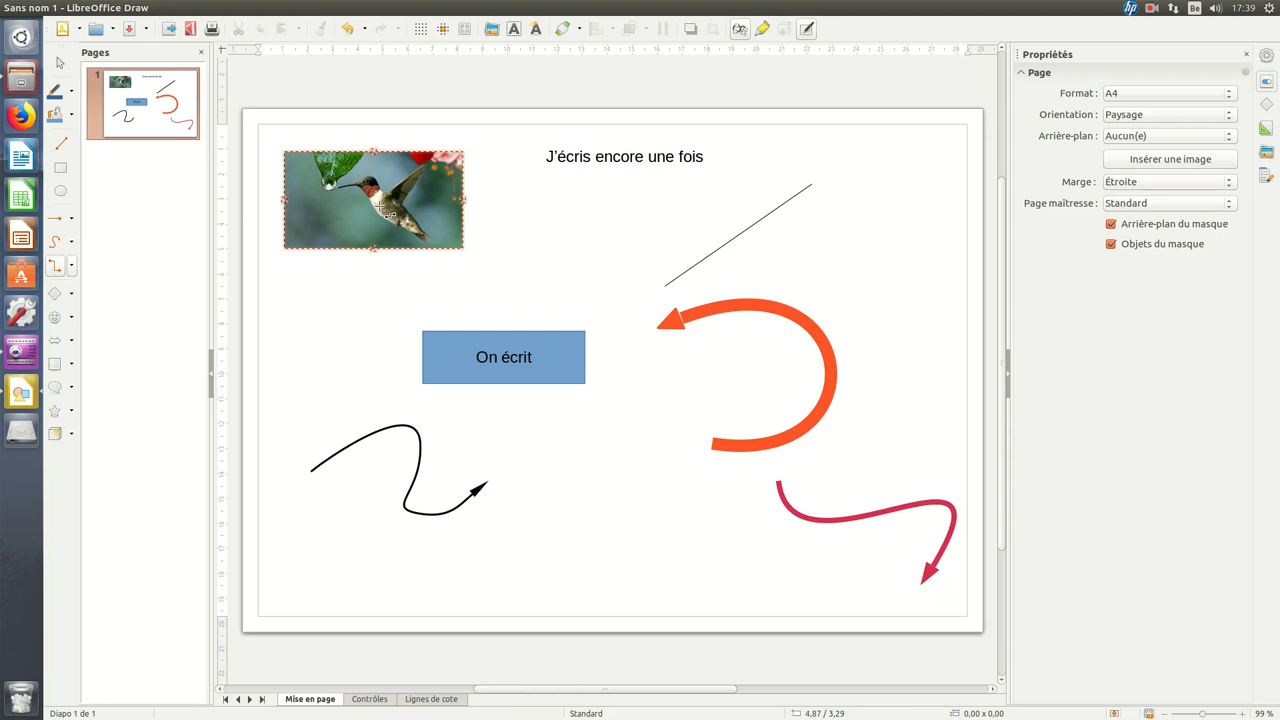 Sans nom 1 - LibreOffice Draw
Be
17:39
Pages
1
J'écris encore une fois
On écrit
Propriétés
Page
Format :
A4
Orientation :
Paysage
Arrière-plan :
Aucun(e)
Insérer une image
Marge :
Étroite
Page maîtresse :
Standard
Arrière-plan du masque
Objets du masque
Mise en page
Contrôles
Lignes de cote
Diapo 1 de 1
Standard
4,87 / 3,29
0,00 x 0,00
99 %